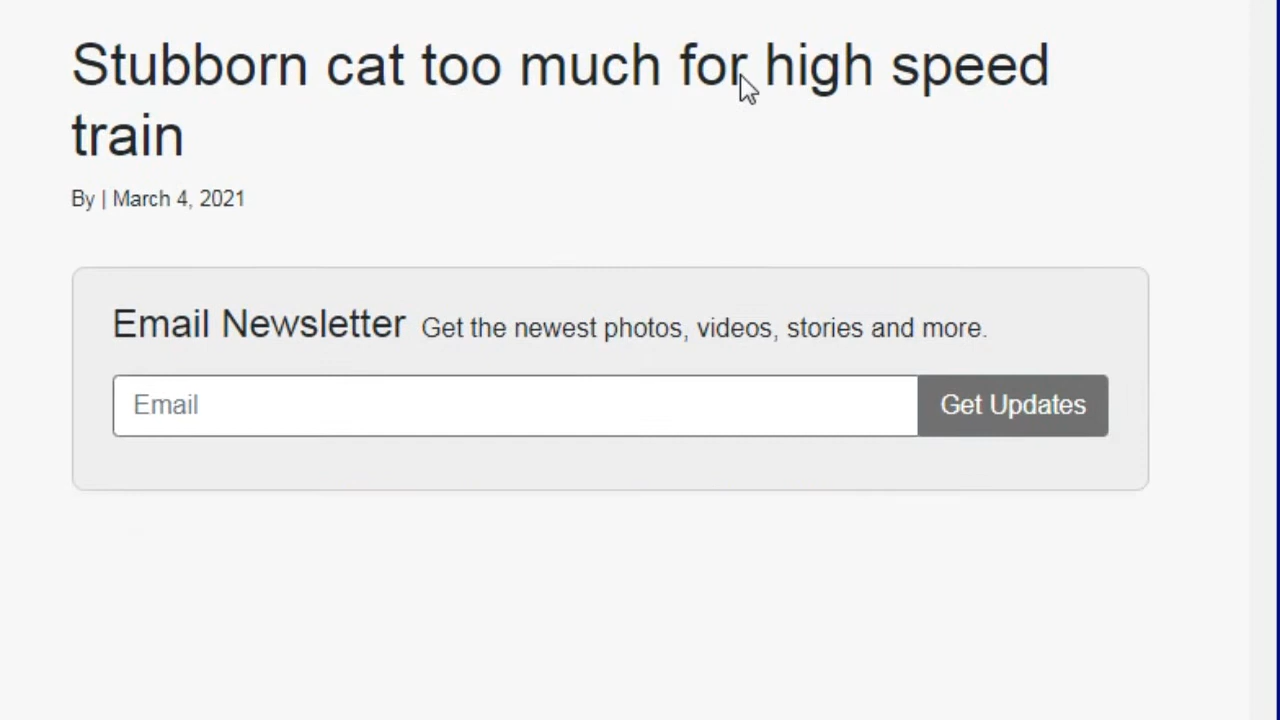 Stubborn cat too much for high speed
train
By | March 4, 2021
Email Newsletter Get the newest photos, videos, stories and more.
Email
Get Updates